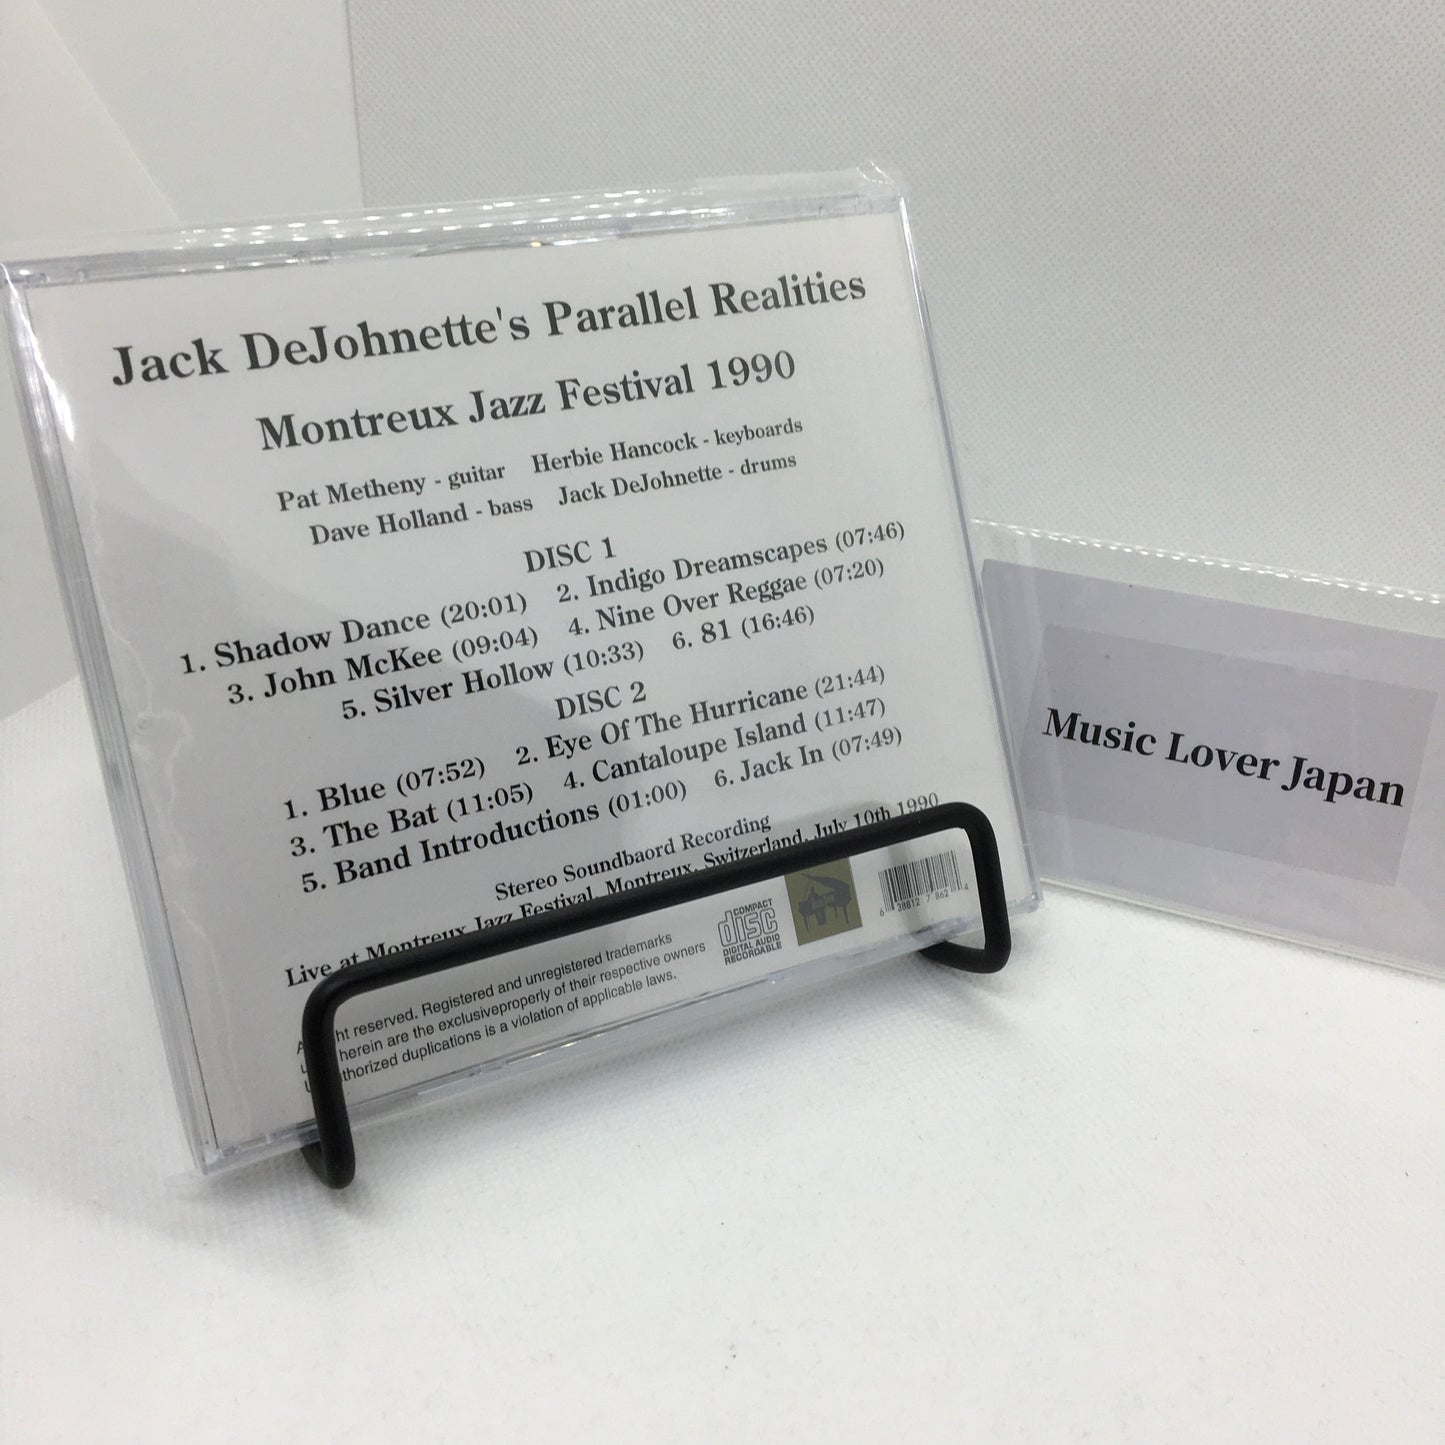 Jack DeJohnette's Parallel Realities
Montreux Jazz Festival 1990
Pat Metheny - guitar Herbie Hancock - keyboards
Dave Holland - bass Jack DeJohnette - drums
DISC 1
1. Shadow Dance (20:01) 2. Indigo Dreamscapes (07:46)
3. John McKee (09:04) 4. Nine Over Reggae (07:20)
5. Silver Hollow (10:33) 6. 81 (16:46)
DISC 2
1. Blue (07:52) 2. Eye Of The Hurricane (21:44)
3. The Bat (11:05) 4. Cantaloupe Island (11:47)
5. Band Introductions (01:00) 6. Jack In (07:49)
Stereo Soundbaord Recording
Live at Montreux Jazz Festival, Montreux, Switzerland, July 10th 1990
reserved. Registered and unregistered trademarks
herein are the exclusiveproperly of their respective owners
duplications is a violation of applicable laws.
COMPACT
disc
DIGITAL AUDIO
RECORDABLE
6 38812 7 862 4
Music Lover Japan